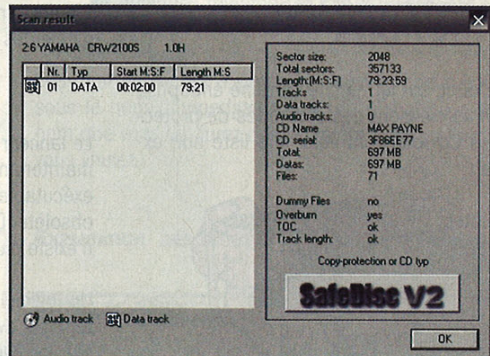 Scan result
2:6 YAMAHA CRW2100S 1.0H
Nr. Typ Start M:S:F Length M:S
01 DATA 00:02:00 79:21
Audio track Data track
Sector size: 2048
Total sectors: 357133
Length:(M:S:F) 79:23:59
Tracks 1
Data tracks: 1
Audio tracks: 0
CD Name MAX PAYNE
CD serial: 3F86EE77
Total: 697 MB
Datas: 697 MB
Files: 71
Dummy Files no
Overburn yes
TOC ok
Track length: ok
Copy-protection or CD typ
SafeDisc V2
OK